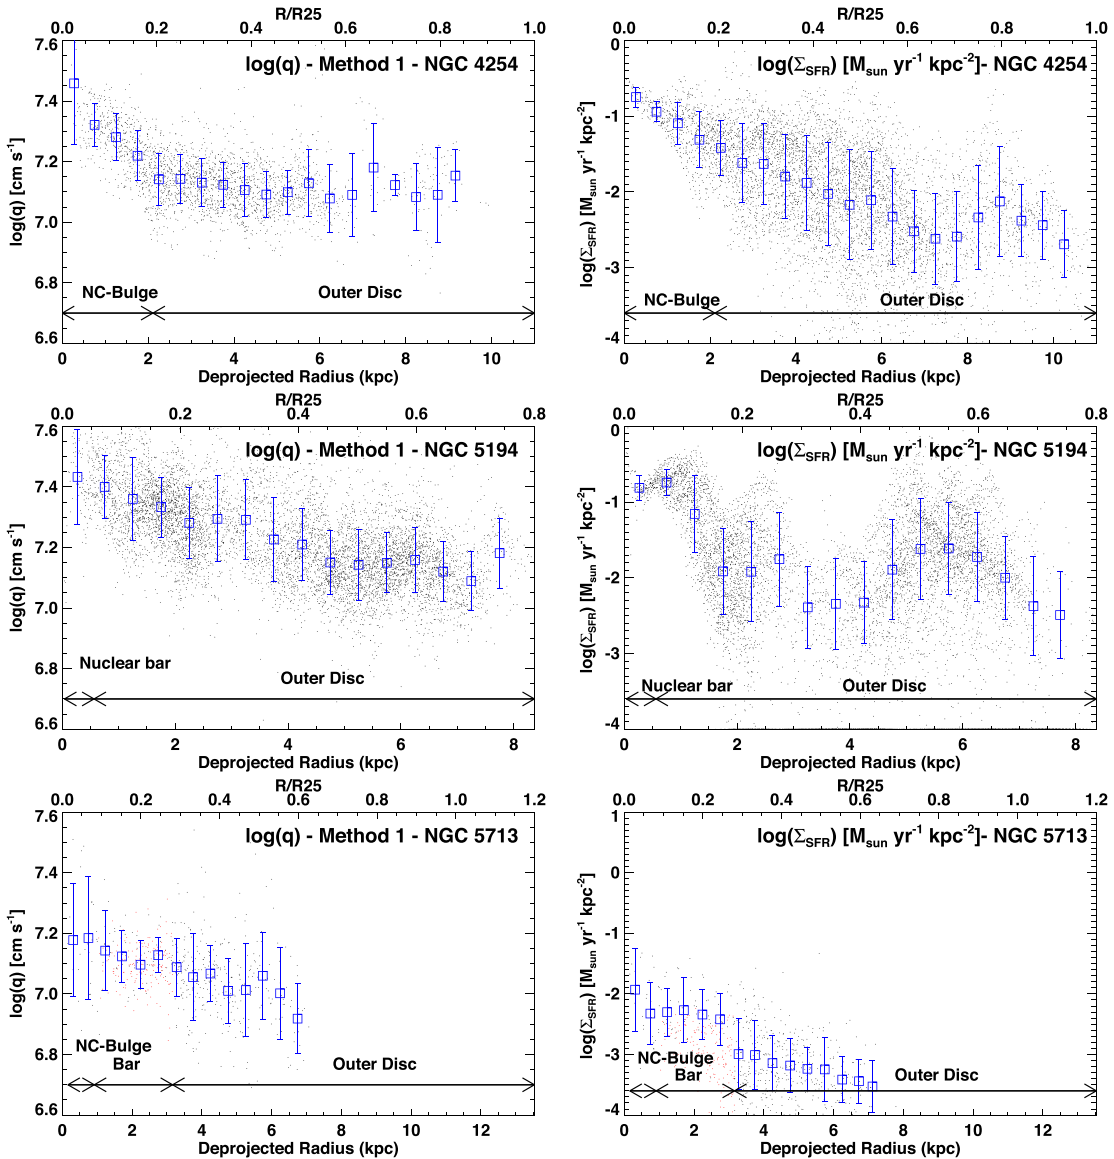 R/R25
0.0 0.2 0.4 0.6 0.8 1.0
log(q) - Method 1 - NGC 4254
log(q) [cm s⁻¹]
7.6
7.4
7.2
7.0
6.8
6.6
NC-Bulge
Outer Disc
0 2 4 6 8 10
Deprojected Radius (kpc)
R/R25
0.0 0.2 0.4 0.6 0.8 1.0
log(Σ_SFR) [M_sun yr⁻¹ kpc⁻²]- NGC 4254
log(Σ_SFR) [M_sun yr⁻¹ kpc⁻²]
0
-1
-2
-3
-4
NC-Bulge
Outer Disc
0 2 4 6 8 10
Deprojected Radius (kpc)
R/R25
0.0 0.2 0.4 0.6 0.8
log(q) - Method 1 - NGC 5194
log(q) [cm s⁻¹]
7.6
7.4
7.2
7.0
6.8
6.6
Nuclear bar
Outer Disc
0 2 4 6 8
Deprojected Radius (kpc)
R/R25
0.0 0.2 0.4 0.6 0.8
log(Σ_SFR) [M_sun yr⁻¹ kpc⁻²]- NGC 5194
log(Σ_SFR) [M_sun yr⁻¹ kpc⁻²]
0
-1
-2
-3
-4
Nuclear bar
Outer Disc
0 2 4 6 8
Deprojected Radius (kpc)
R/R25
0.0 0.2 0.4 0.6 0.8 1.0 1.2
log(q) - Method 1 - NGC 5713
log(q) [cm s⁻¹]
7.6
7.4
7.2
7.0
6.8
6.6
NC-Bulge
Bar
Outer Disc
0 2 4 6 8 10 12
Deprojected Radius (kpc)
R/R25
0.0 0.2 0.4 0.6 0.8 1.0 1.2
log(Σ_SFR) [M_sun yr⁻¹ kpc⁻²]- NGC 5713
log(Σ_SFR) [M_sun yr⁻¹ kpc⁻²]
1
0
-1
-2
-3
-4
NC-Bulge
Bar
Outer Disc
0 2 4 6 8 10 12
Deprojected Radius (kpc)